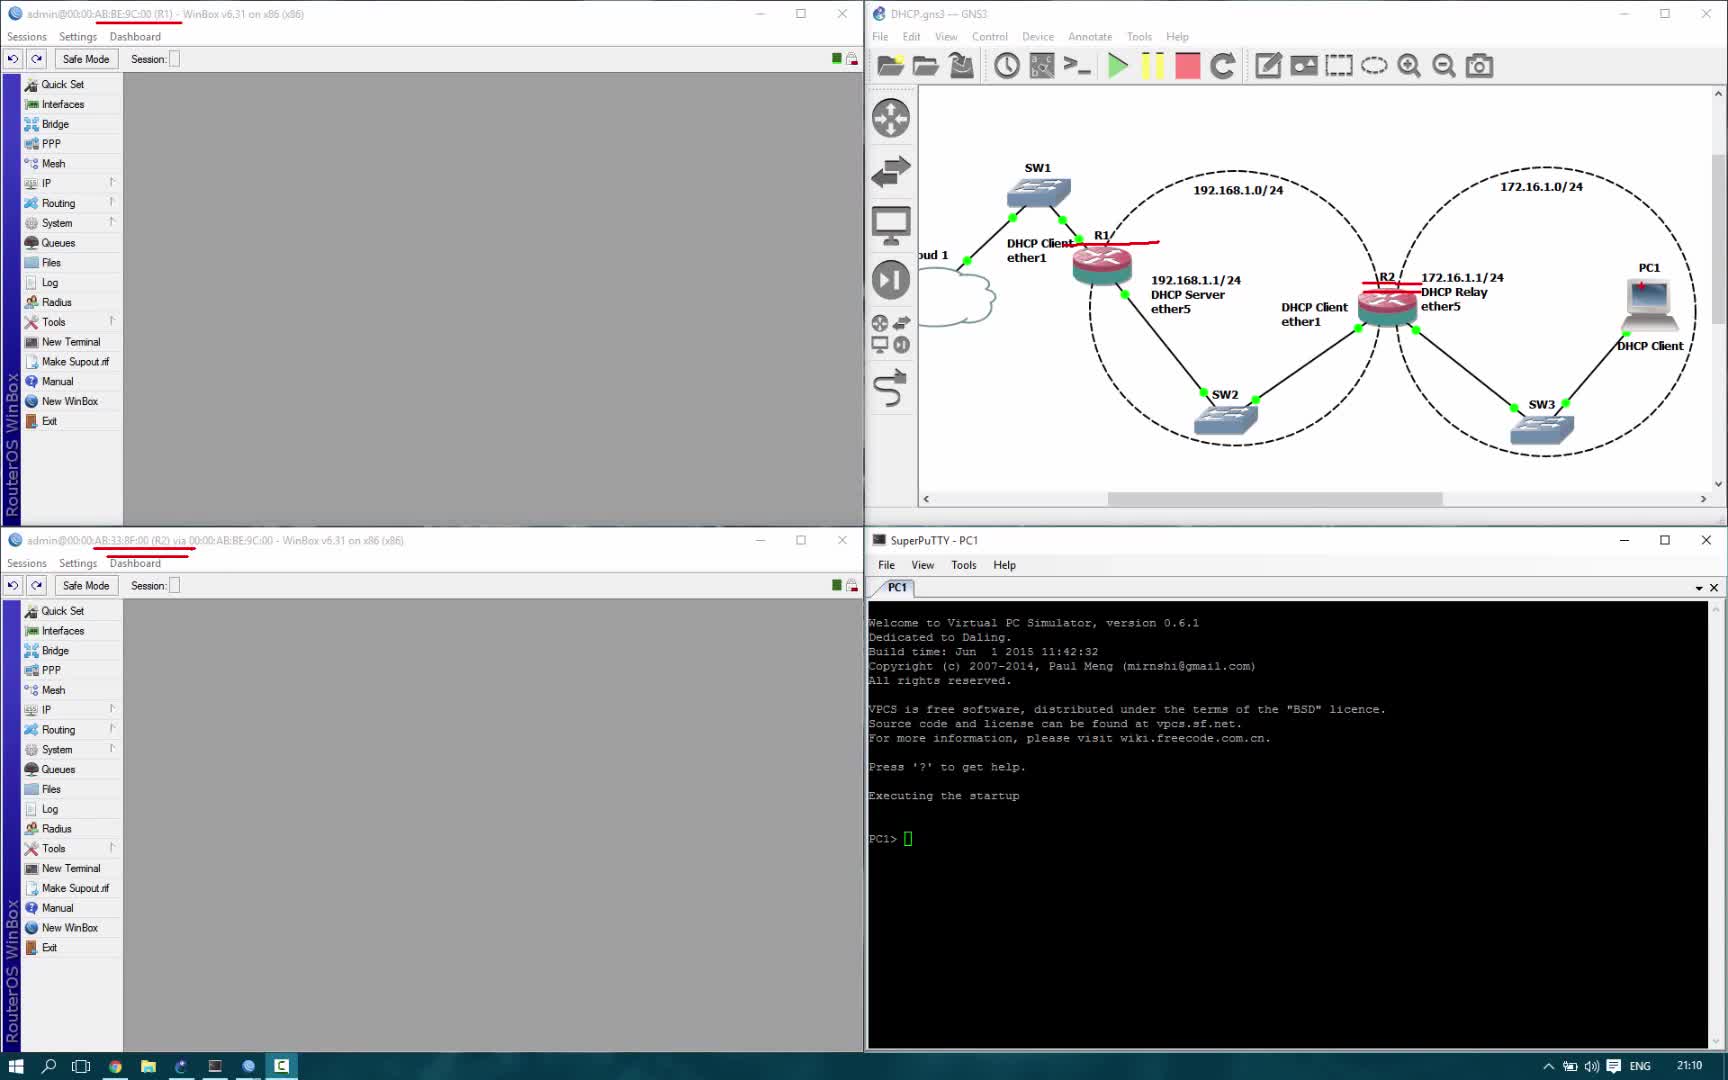 admin@00:00:AB:BE:9C:00 (R1) - WinBox v6.31 on x86 (x86)
Sessions Settings Dashboard
Safe Mode Session:
Quick Set
Interfaces
Bridge
PPP
Mesh
IP
Routing
System
Queues
Files
Log
Radius
Tools
New Terminal
Make Supout.rif
Manual
New WinBox
Exit
RouterOS WinBox
DHCP.gns3 — GNS3
File Edit View Control Device Annotate Tools Help
SW1
192.168.1.0/24
172.16.1.0/24
R1
DHCP Client
ether1
oud 1
192.168.1.1/24
DHCP Server
ether5
R2
172.16.1.1/24
DHCP Relay
ether5
DHCP Client
ether1
PC1
DHCP Client
SW2
SW3
admin@00:00:AB:33:8F:00 (R2) via 00:00:AB:BE:9C:00 - WinBox v6.31 on x86 (x86)
Sessions Settings Dashboard
Safe Mode Session:
Quick Set
Interfaces
Bridge
PPP
Mesh
IP
Routing
System
Queues
Files
Log
Radius
Tools
New Terminal
Make Supout.rif
Manual
New WinBox
Exit
RouterOS WinBox
SuperPuTTY - PC1
File View Tools Help
PC1
Welcome to Virtual PC Simulator, version 0.6.1
Dedicated to Daling.
Build time: Jun  1 2015 11:42:32
Copyright (c) 2007-2014, Paul Meng (mirnshi@gmail.com)
All rights reserved.
VPCS is free software, distributed under the terms of the "BSD" licence.
Source code and license can be found at vpcs.sf.net.
For more information, please visit wiki.freecode.com.cn.
Press '?' to get help.
Executing the startup
PC1>
ENG 21:10